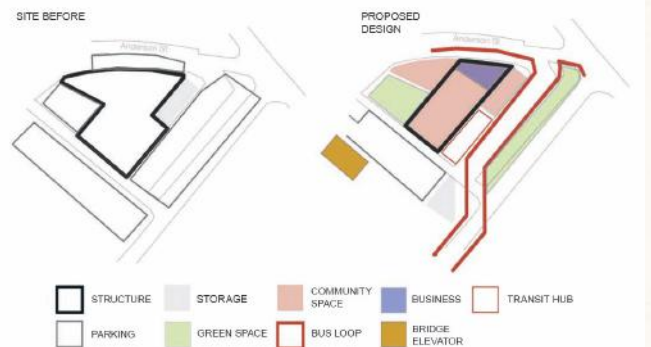 SITE BEFORE
PROPOSED
DESIGN
Anderson St
Anderson St
STRUCTURE
STORAGE
COMMUNITY
SPACE
BUSINESS
TRANSIT HUB
PARKING
GREEN SPACE
BUS LOOP
BRIDGE
ELEVATOR